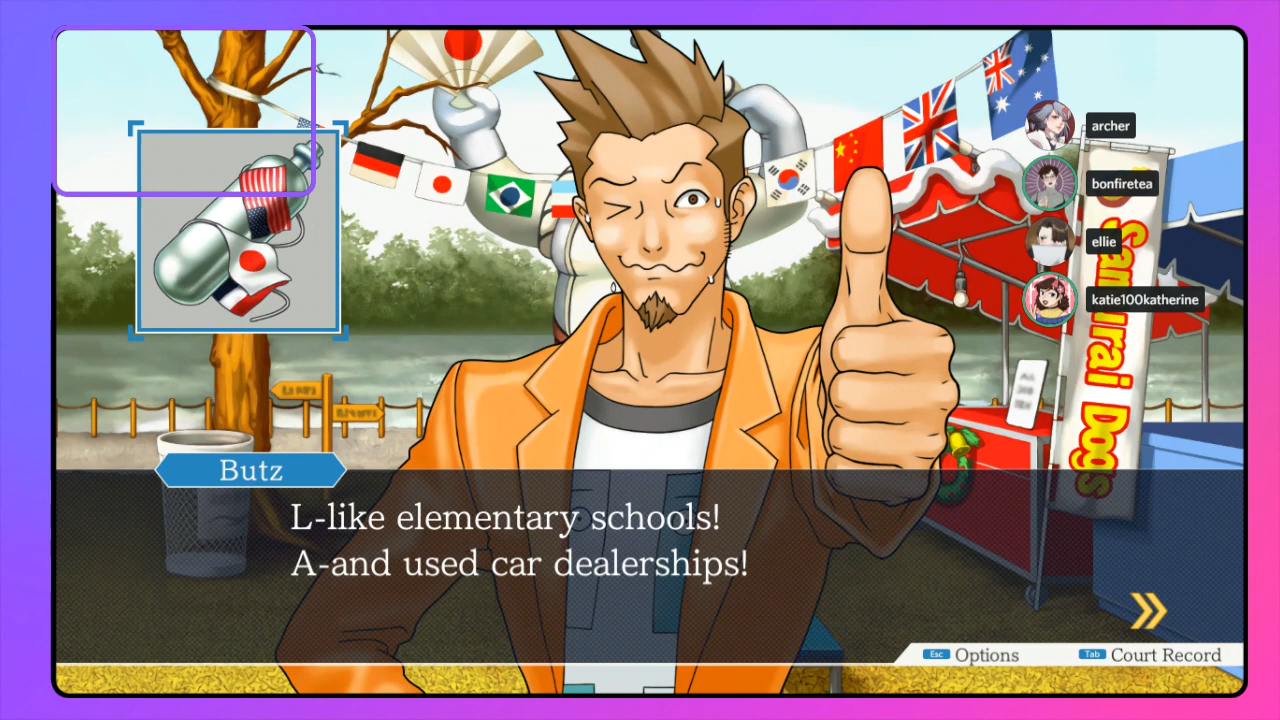 archer
bonfiretea
ellie
katie100katherine
Samurai Dogs
Butz
L-like elementary schools!
A-and used car dealerships!
Esc Options
Tab Court Record